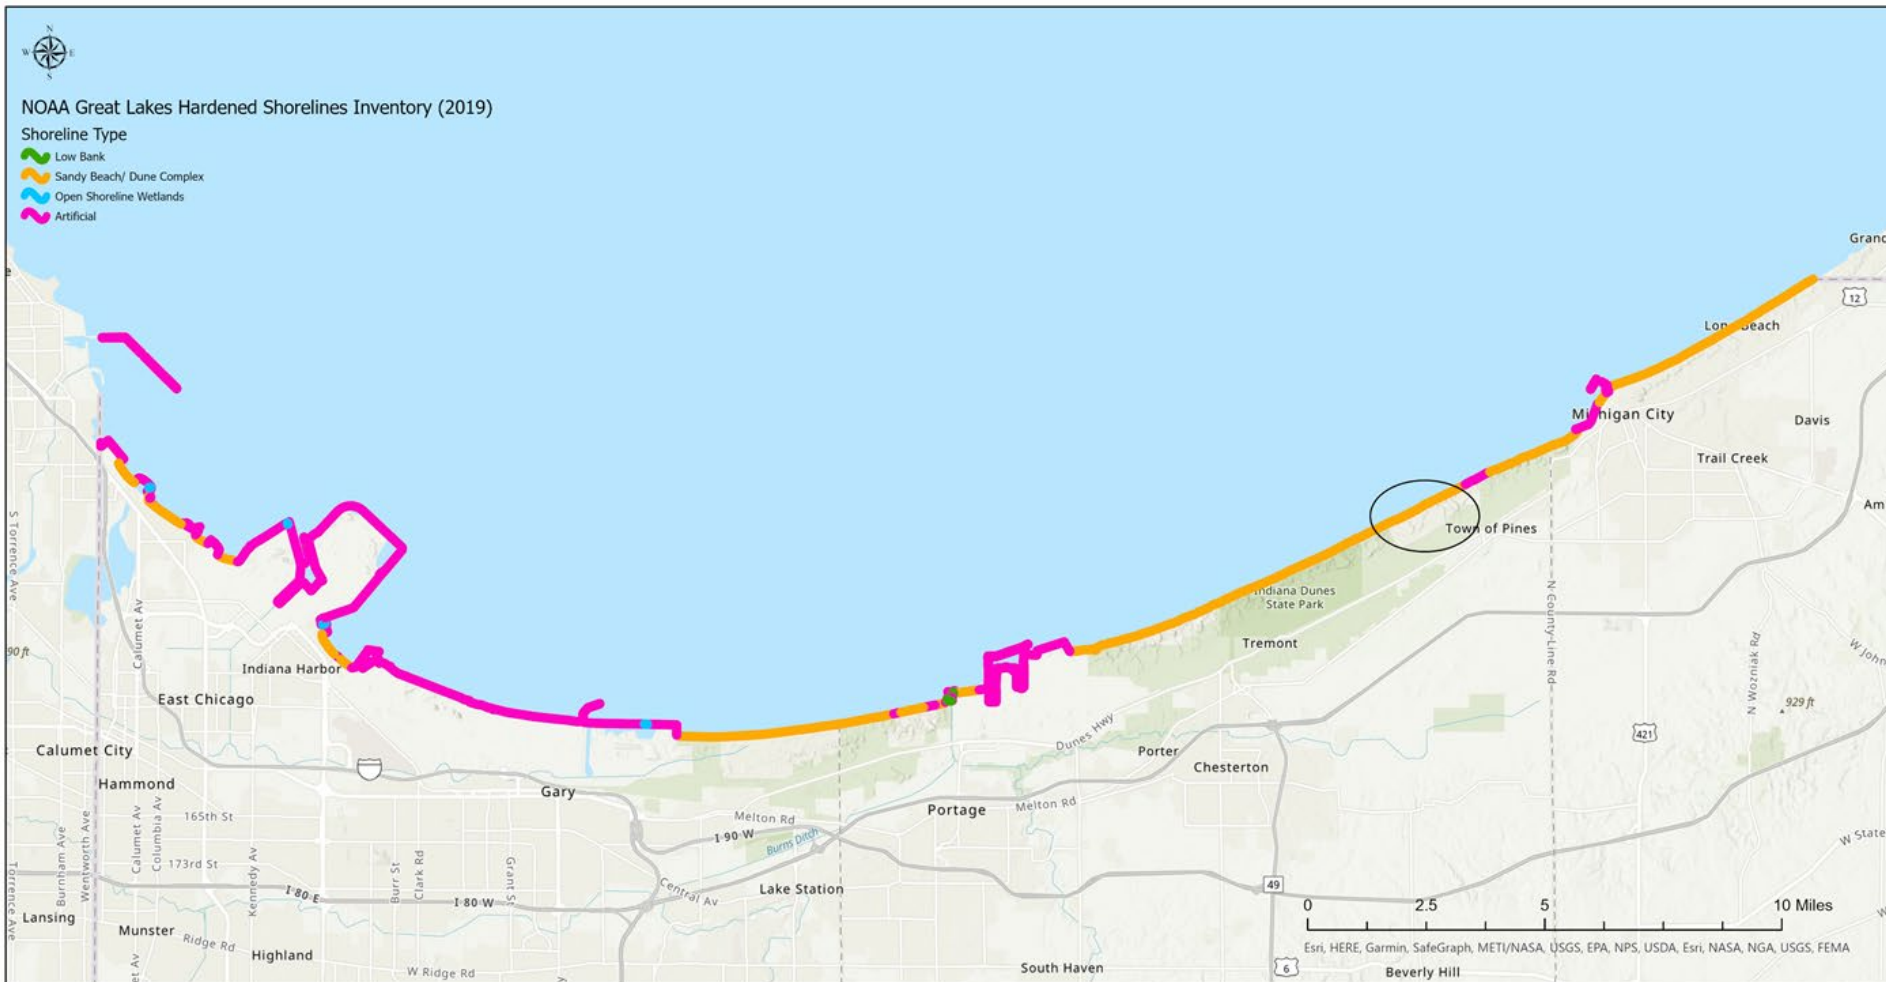 N
W E
S
NOAA Great Lakes Hardened Shorelines Inventory (2019)
Shoreline Type
Low Bank
Sandy Beach/ Dune Complex
Open Shoreline Wetlands
Artificial
Grand
12
Long Beach
Michigan City
Davis
Trail Creek
Am
Town of Pines
S Torrence Ave
Indiana Dunes
State Park
N County-Line Rd
Calumet Av
90 ft
Tremont
W John
N Wozniak Rd
Indiana Harbor
East Chicago
929 ft
421
Calumet City
Dunes Hwy
Porter
Chesterton
Hammond
Gary
165th St
Melton Rd
Portage
Melton Rd
I 90 W
Burns Ditch
W State
Burnham Ave
Wentworth Ave
Calumet Av
Columbia Av
173rd St
Kennedy Av
Burr St
Clark Rd
Grant St
Torrence Ave
I 80 E
I 80 W
Central Av
Lake Station
49
0 2.5 5 10 Miles
Lansing
Munster
Ridge Rd
Highland
W Ridge Rd
South Haven
6
Beverly Hill
Esri, HERE, Garmin, SafeGraph, METI/NASA, USGS, EPA, NPS, USDA, Esri, NASA, NGA, USGS, FEMA